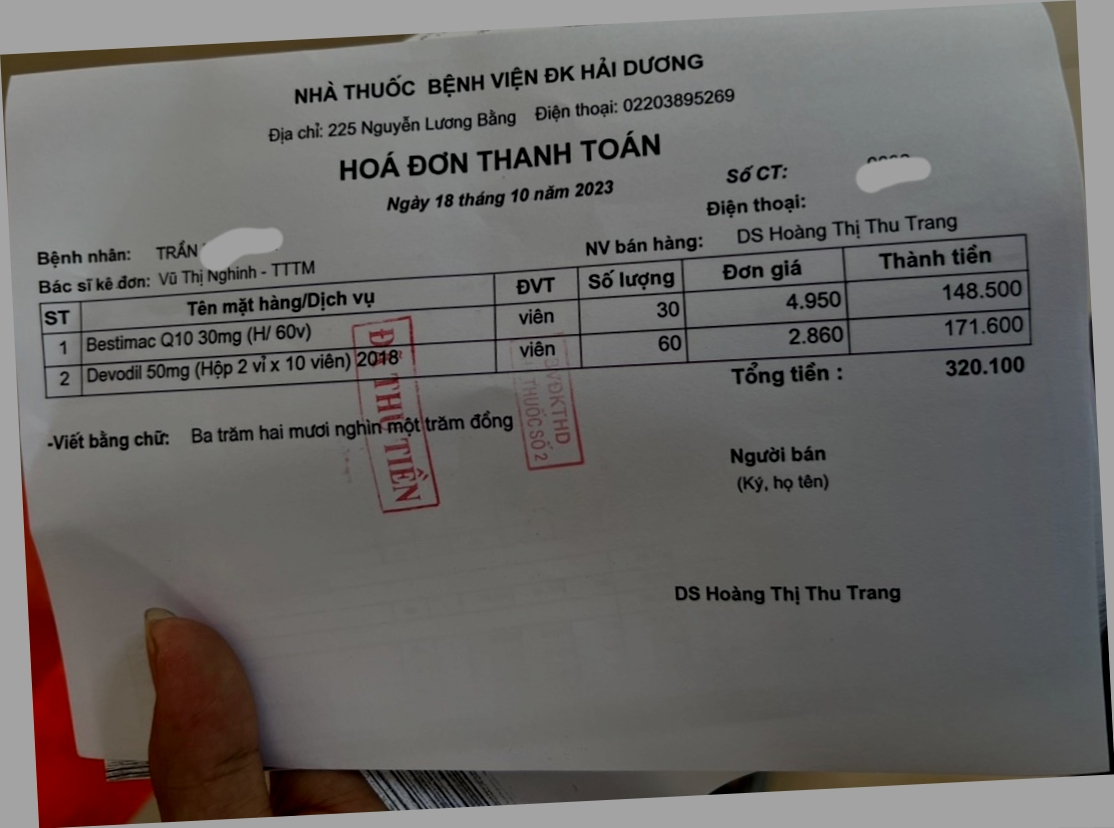 NHÀ THUỐC BỆNH VIỆN ĐK HẢI DƯƠNG
Địa chỉ: 225 Nguyễn Lương Bằng Điện thoại: 02203895269
HOÁ ĐƠN THANH TOÁN
Ngày 18 tháng 10 năm 2023
Số CT:
Điện thoại:
Bệnh nhân: TRẦN
NV bán hàng: DS Hoàng Thị Thu Trang
Bác sĩ kê đơn: Vũ Thị Nghinh - TTTM
ST Tên mặt hàng/Dịch vụ ĐVT Số lượng Đơn giá Thành tiền
1 Bestimac Q10 30mg (H/ 60v) viên 30 4.950 148.500
2 Devodil 50mg (Hộp 2 vỉ x 10 viên) 2018 viên 60 2.860 171.600
Tổng tiền : 320.100
-Viết bằng chữ: Ba trăm hai mươi nghìn một trăm đồng
ĐÃ THU TIỀN
BVĐKTHD
THUỐC SỐ 2
Người bán
(Ký, họ tên)
DS Hoàng Thị Thu Trang